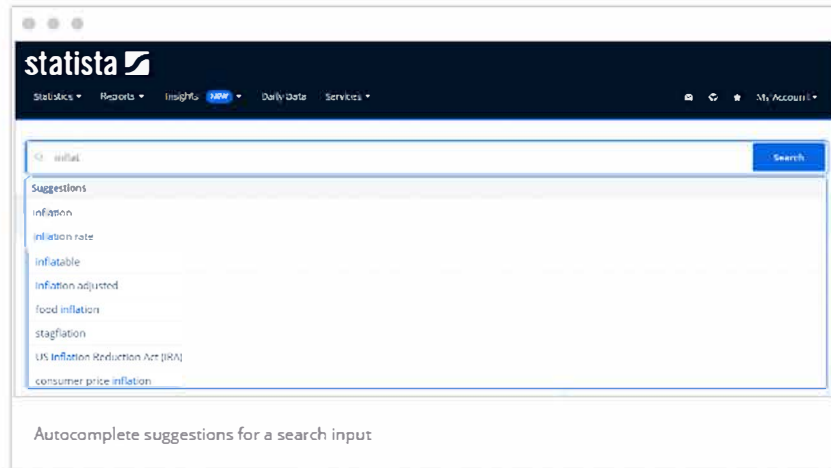 statista
Statistics Reports Insights NEW Daily Data Services My Account
inflat
Search
Suggestions
inflation
inflation rate
inflatable
inflation adjusted
food inflation
stagflation
US Inflation Reduction Act (IRA)
consumer price inflation
Autocomplete suggestions for a search input